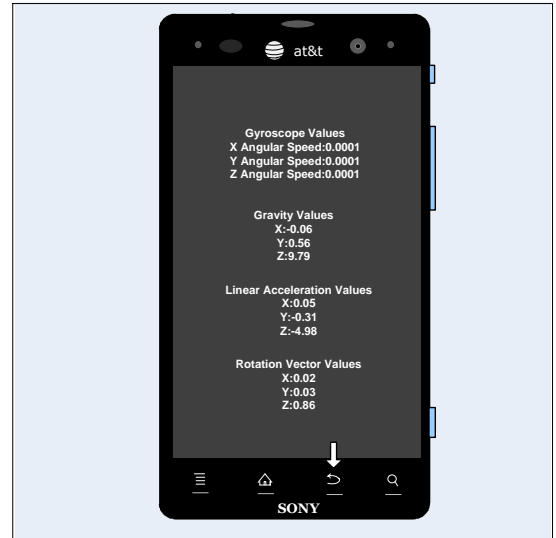 at&t
Gyroscope Values
X Angular Speed:0.0001
Y Angular Speed:0.0001
Z Angular Speed:0.0001
Gravity Values
X:-0.06
Y:0.56
Z:9.79
Linear Acceleration Values
X:0.05
Y:-0.31
Z:-4.98
Rotation Vector Values
X:0.02
Y:0.03
Z:0.86
SONY